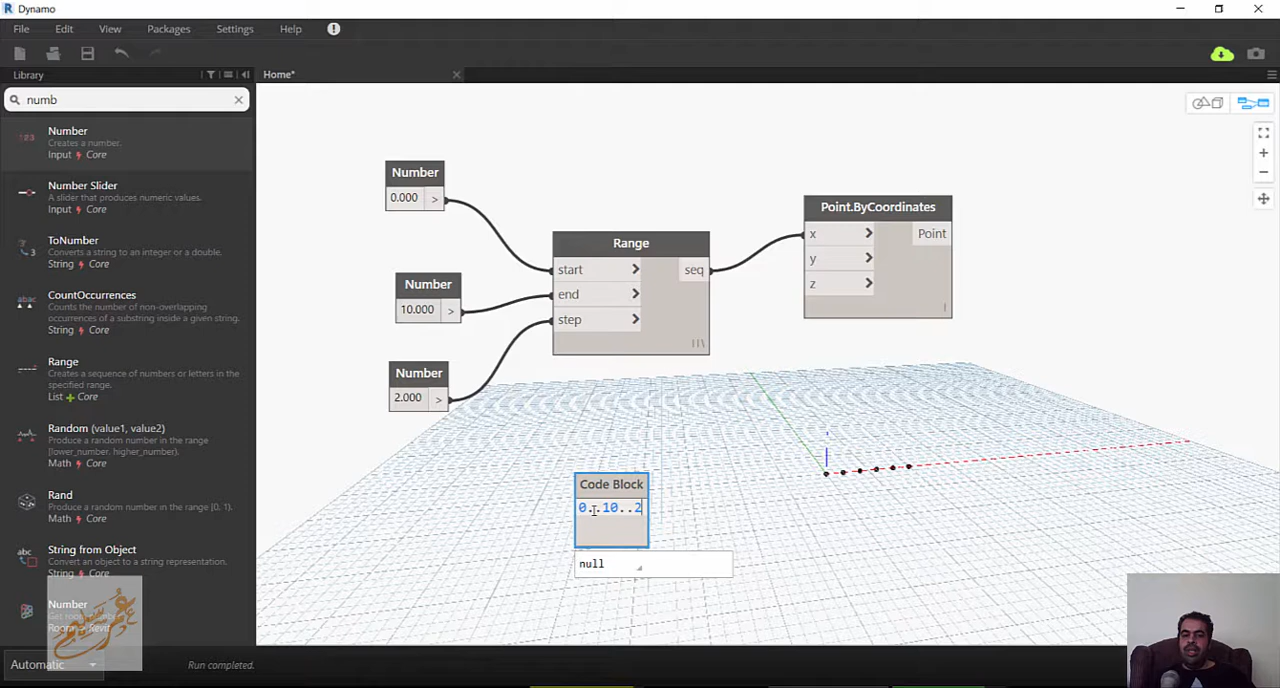 Dynamo
File Edit View Packages Settings Help
Library
Home*
numb
Number
Creates a number.
Input Core
Number Slider
A slider that produces numeric values.
Input Core
ToNumber
Converts a string to an integer or a double.
String Core
CountOccurrences
Counts the number of non-overlapping
occurrences of a substring inside a given string.
String Core
Range
Creates a sequence of numbers or letters in the
specified range.
List Core
Random (value1, value2)
Produce a random number in the range
[lower_number, higher_number).
Math Core
Rand
Produce a random number in the range [0, 1).
Math Core
String from Object
Convert an object to a string representation.
String Core
Number
Revit
Automatic
Run completed.
Number
0.000 >
Number
10.000 >
Number
2.000 >
Range
start > seq
end >
step >
Point.ByCoordinates
x > Point
y >
z >
Code Block
0..10..2
null